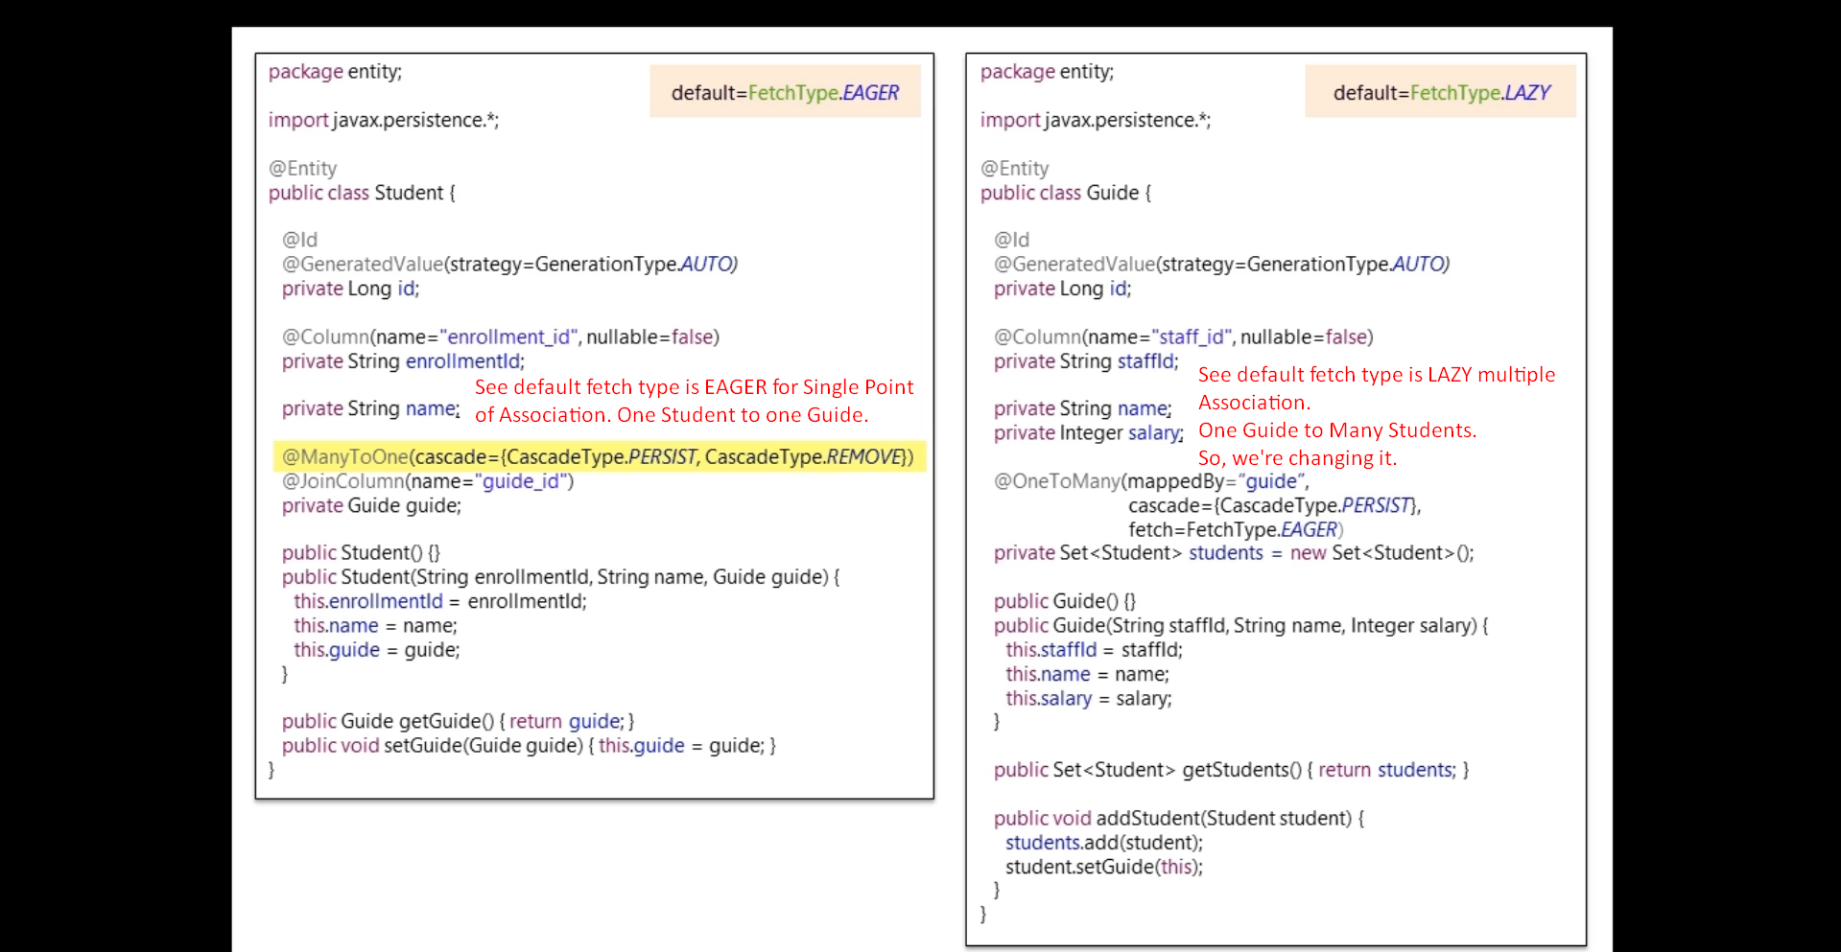 package entity;
default=FetchType.EAGER
import javax.persistence.*;
@Entity
public class Student {
@Id
@GeneratedValue(strategy=GenerationType.AUTO)
private Long id;
@Column(name="enrollment_id", nullable=false)
private String enrollmentId;
See default fetch type is EAGER for Single Point
of Association. One Student to one Guide.
private String name;
@ManyToOne(cascade={CascadeType.PERSIST, CascadeType.REMOVE})
@JoinColumn(name="guide_id")
private Guide guide;
public Student() {}
public Student(String enrollmentId, String name, Guide guide) {
this.enrollmentId = enrollmentId;
this.name = name;
this.guide = guide;
}
public Guide getGuide() { return guide; }
public void setGuide(Guide guide) { this.guide = guide; }
}
package entity;
default=FetchType.LAZY
import javax.persistence.*;
@Entity
public class Guide {
@Id
@GeneratedValue(strategy=GenerationType.AUTO)
private Long id;
@Column(name="staff_id", nullable=false)
private String staffId;
See default fetch type is LAZY multiple
Association.
One Guide to Many Students.
So, we're changing it.
private String name;
private Integer salary;
@OneToMany(mappedBy="guide",
cascade={CascadeType.PERSIST},
fetch=FetchType.EAGER)
private Set<Student> students = new Set<Student>();
public Guide() {}
public Guide(String staffId, String name, Integer salary) {
this.staffId = staffId;
this.name = name;
this.salary = salary;
}
public Set<Student> getStudents() { return students; }
public void addStudent(Student student) {
students.add(student);
student.setGuide(this);
}
}